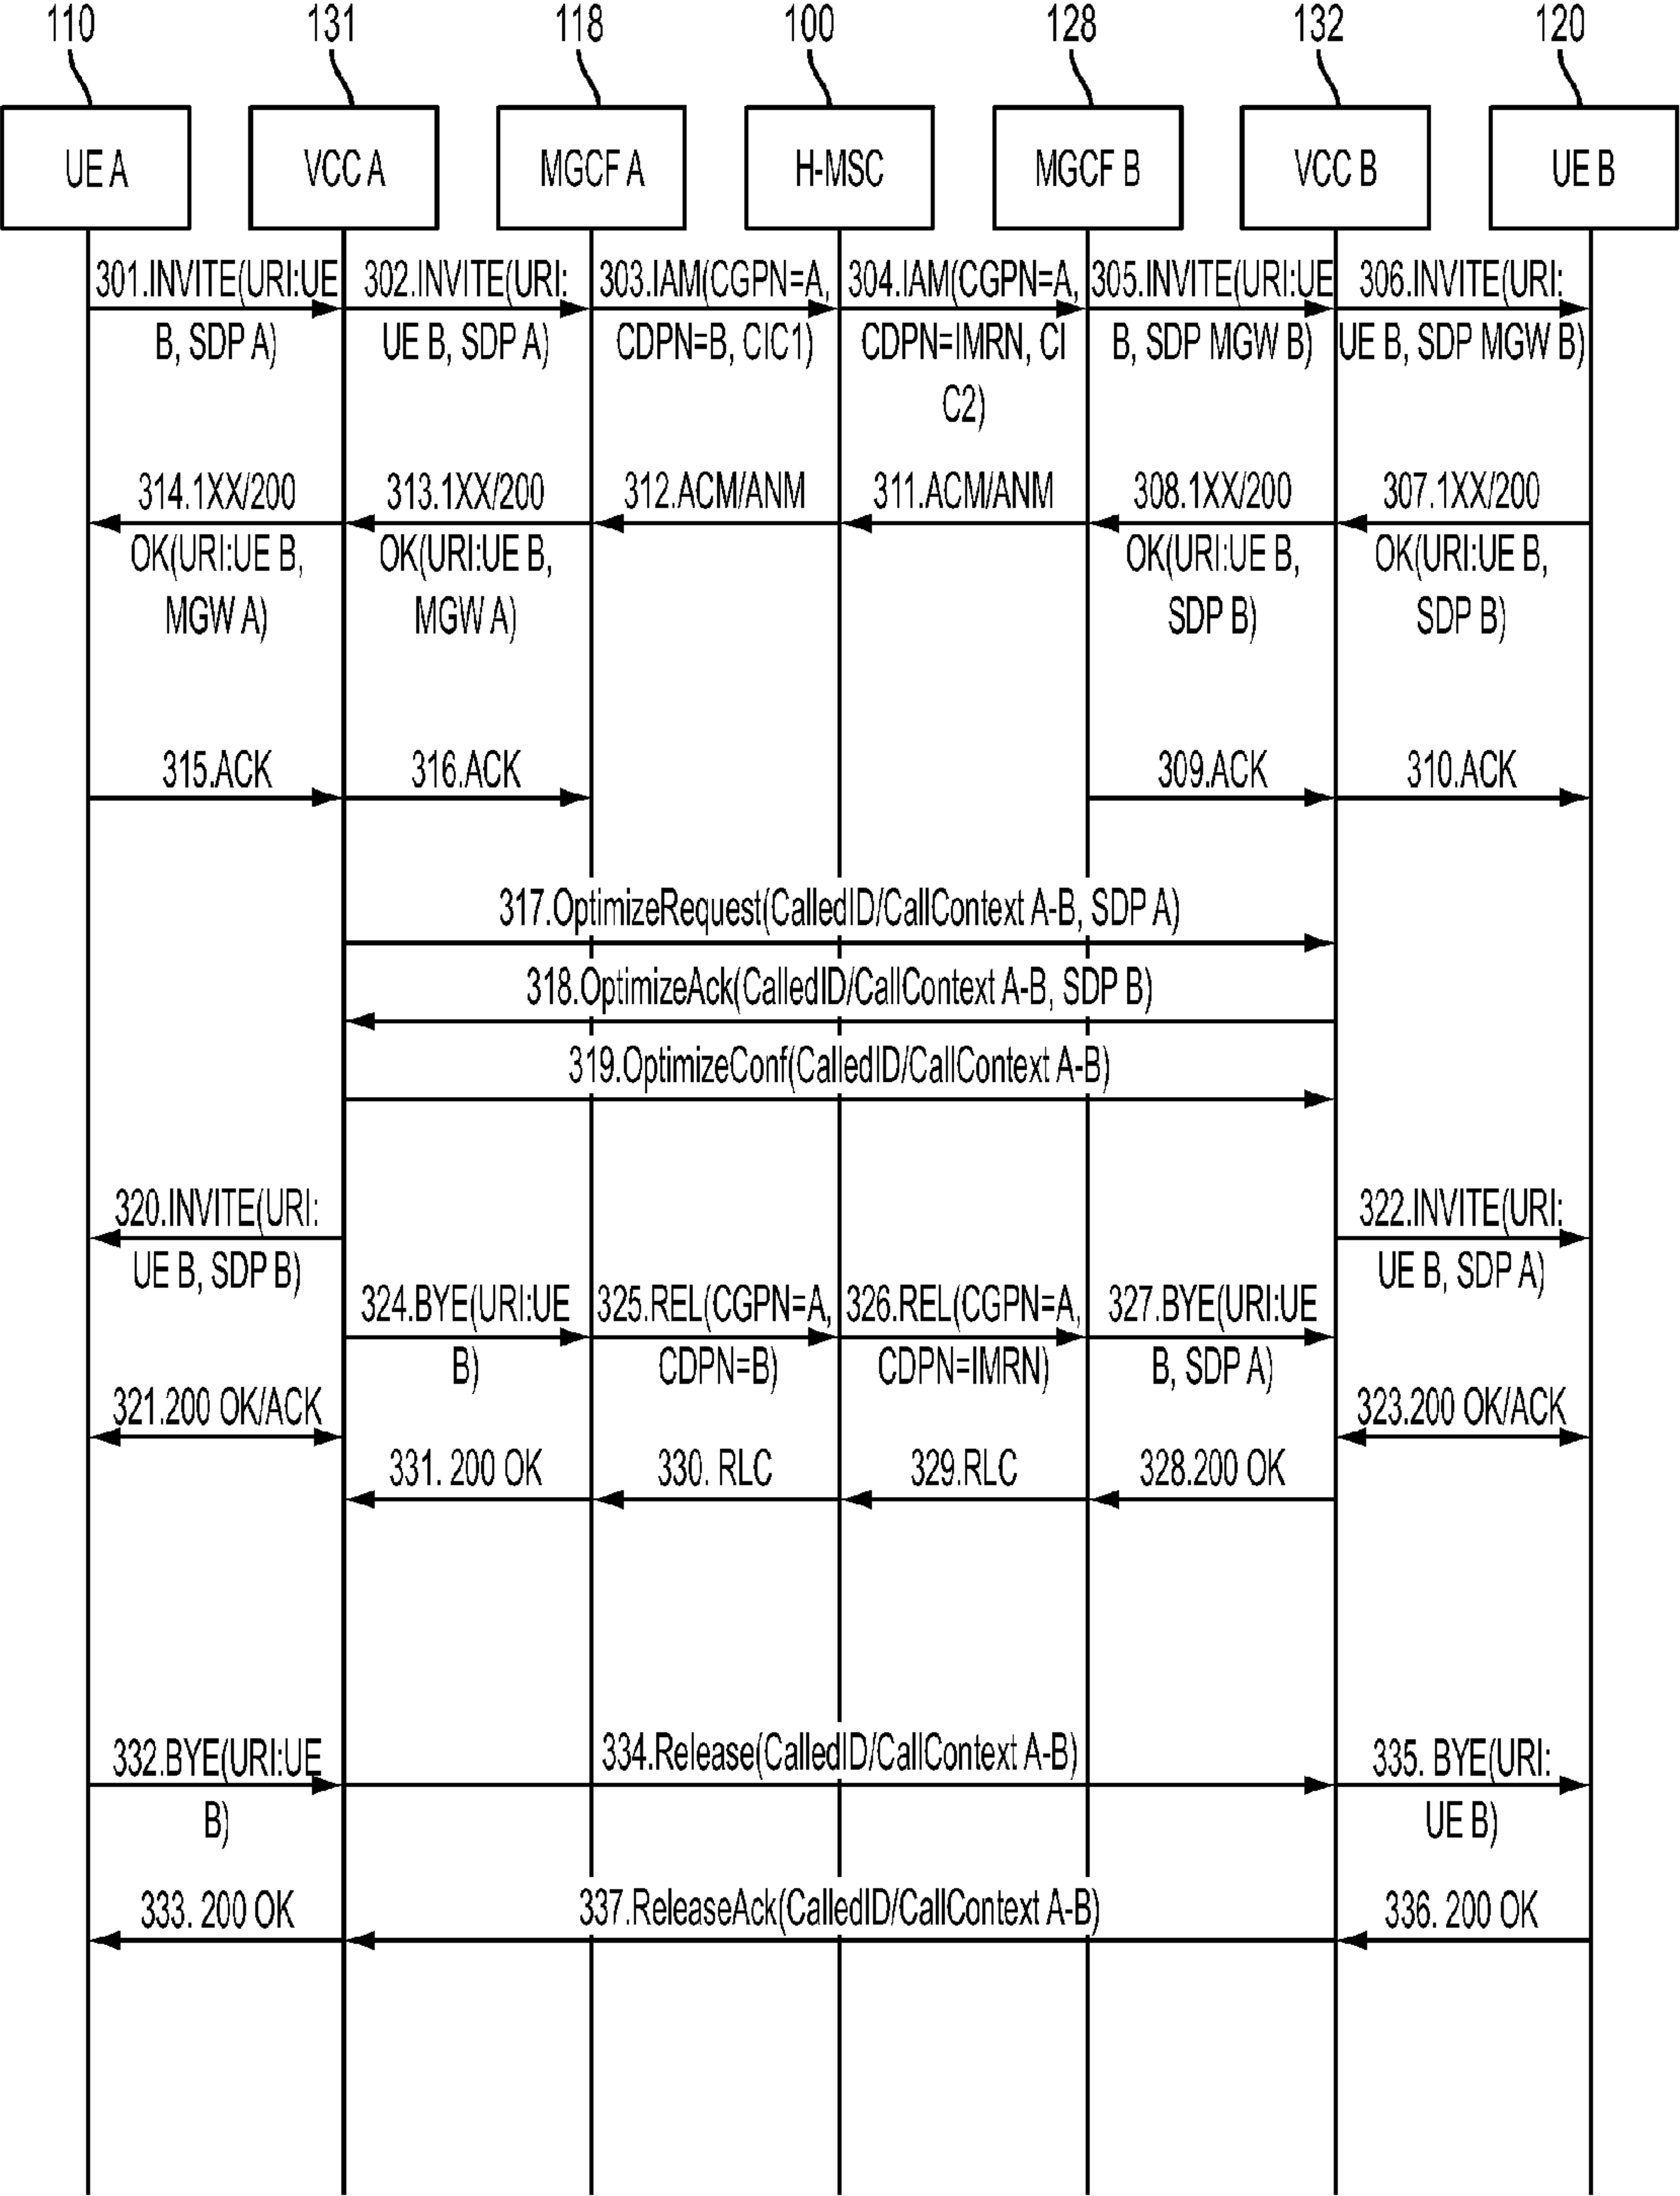 110
131
118
100
128
132
120
UE A
VCC A
MGCF A
H-MSC
MGCF B
VCC B
UE B
301.INVITE(URI:UE
B, SDP A)
302.INVITE(URI:
UE B, SDP A)
303.IAM(CGPN=A,
CDPN=B, CIC1)
304.IAM(CGPN=A,
CDPN=IMRN, CI
C2)
305.INVITE(URI:UE
B, SDP MGW B)
306.INVITE(URI:
UE B, SDP MGW B)
314.1XX/200
OK(URI:UE B,
MGW A)
313.1XX/200
OK(URI:UE B,
MGW A)
312.ACM/ANM
311.ACM/ANM
308.1XX/200
OK(URI:UE B,
SDP B)
307.1XX/200
OK(URI:UE B,
SDP B)
315.ACK
316.ACK
309.ACK
310.ACK
317.OptimizeRequest(CalledID/CallContext A-B, SDP A)
318.OptimizeAck(CalledID/CallContext A-B, SDP B)
319.OptimizeConf(CalledID/CallContext A-B)
320.INVITE(URI:
UE B, SDP B)
322.INVITE(URI:
UE B, SDP A)
324.BYE(URI:UE
B)
325.REL(CGPN=A,
CDPN=B)
326.REL(CGPN=A,
CDPN=IMRN)
327.BYE(URI:UE
B, SDP A)
321.200 OK/ACK
323.200 OK/ACK
331. 200 OK
330. RLC
329.RLC
328.200 OK
332.BYE(URI:UE
B)
334.Release(CalledID/CallContext A-B)
335. BYE(URI:
UE B)
333. 200 OK
337.ReleaseAck(CalledID/CallContext A-B)
336. 200 OK